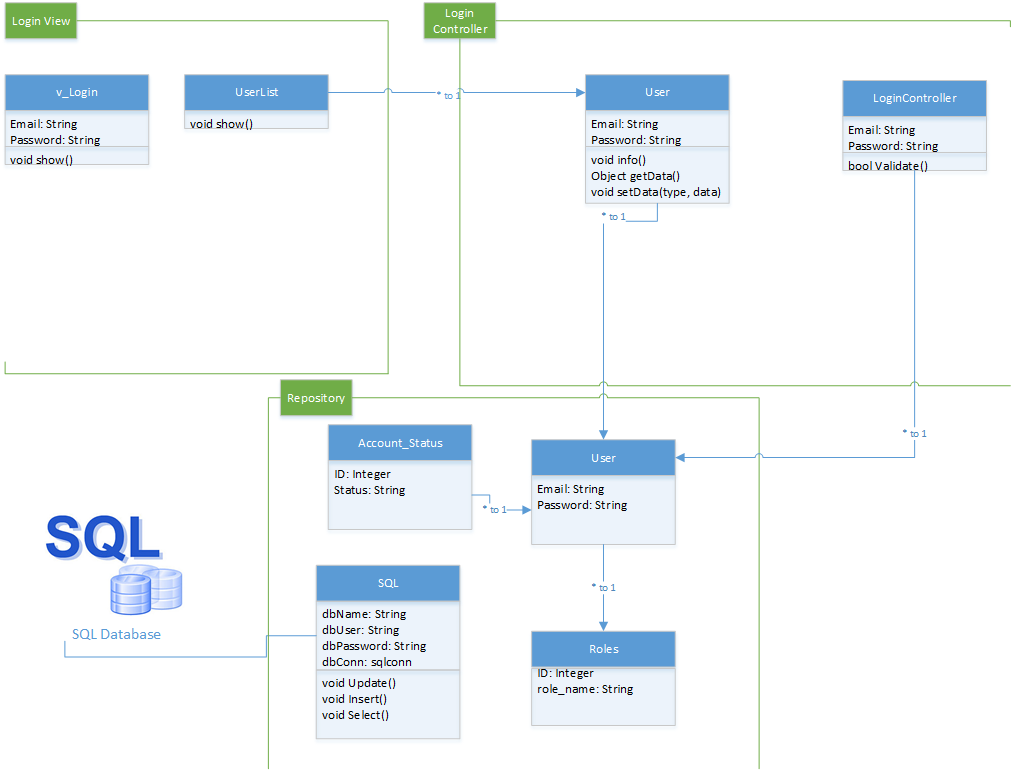 Login View
Login
Controller
v_Login
Email: String
Password: String
void show()
UserList
void show()
* to 1
User
Email: String
Password: String
void info()
Object getData()
void setData(type, data)
* to 1
LoginController
Email: String
Password: String
bool Validate()
* to 1
Repository
Account_Status
ID: Integer
Status: String
* to 1
User
Email: String
Password: String
* to 1
SQL
SQL Database
SQL
dbName: String
dbUser: String
dbPassword: String
dbConn: sqlconn
void Update()
void Insert()
void Select()
Roles
ID: Integer
role_name: String